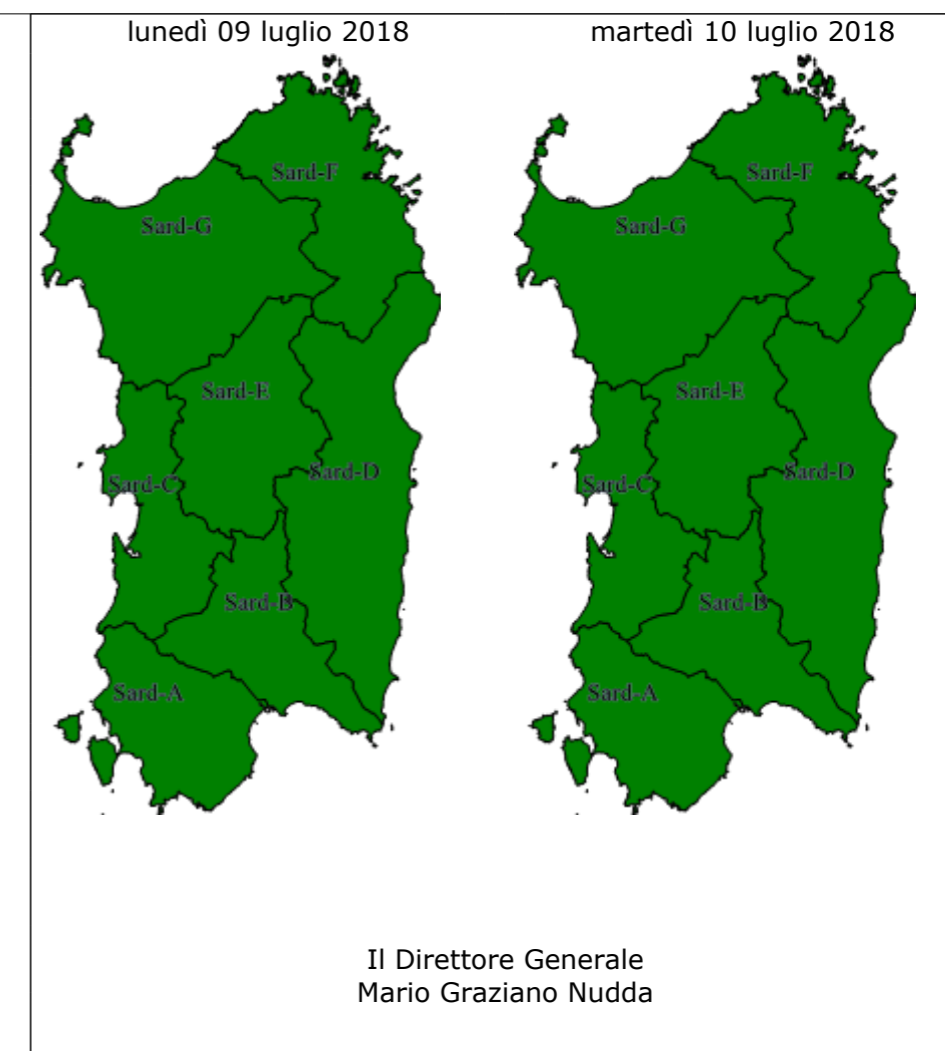 lunedì 09 luglio 2018
martedì 10 luglio 2018
Sard-F
Sard-G
Sard-E
Sard-D
Sard-C
Sard-B
Sard-A
Sard-F
Sard-G
Sard-E
Sard-D
Sard-C
Sard-B
Sard-A
Il Direttore Generale
Mario Graziano Nudda